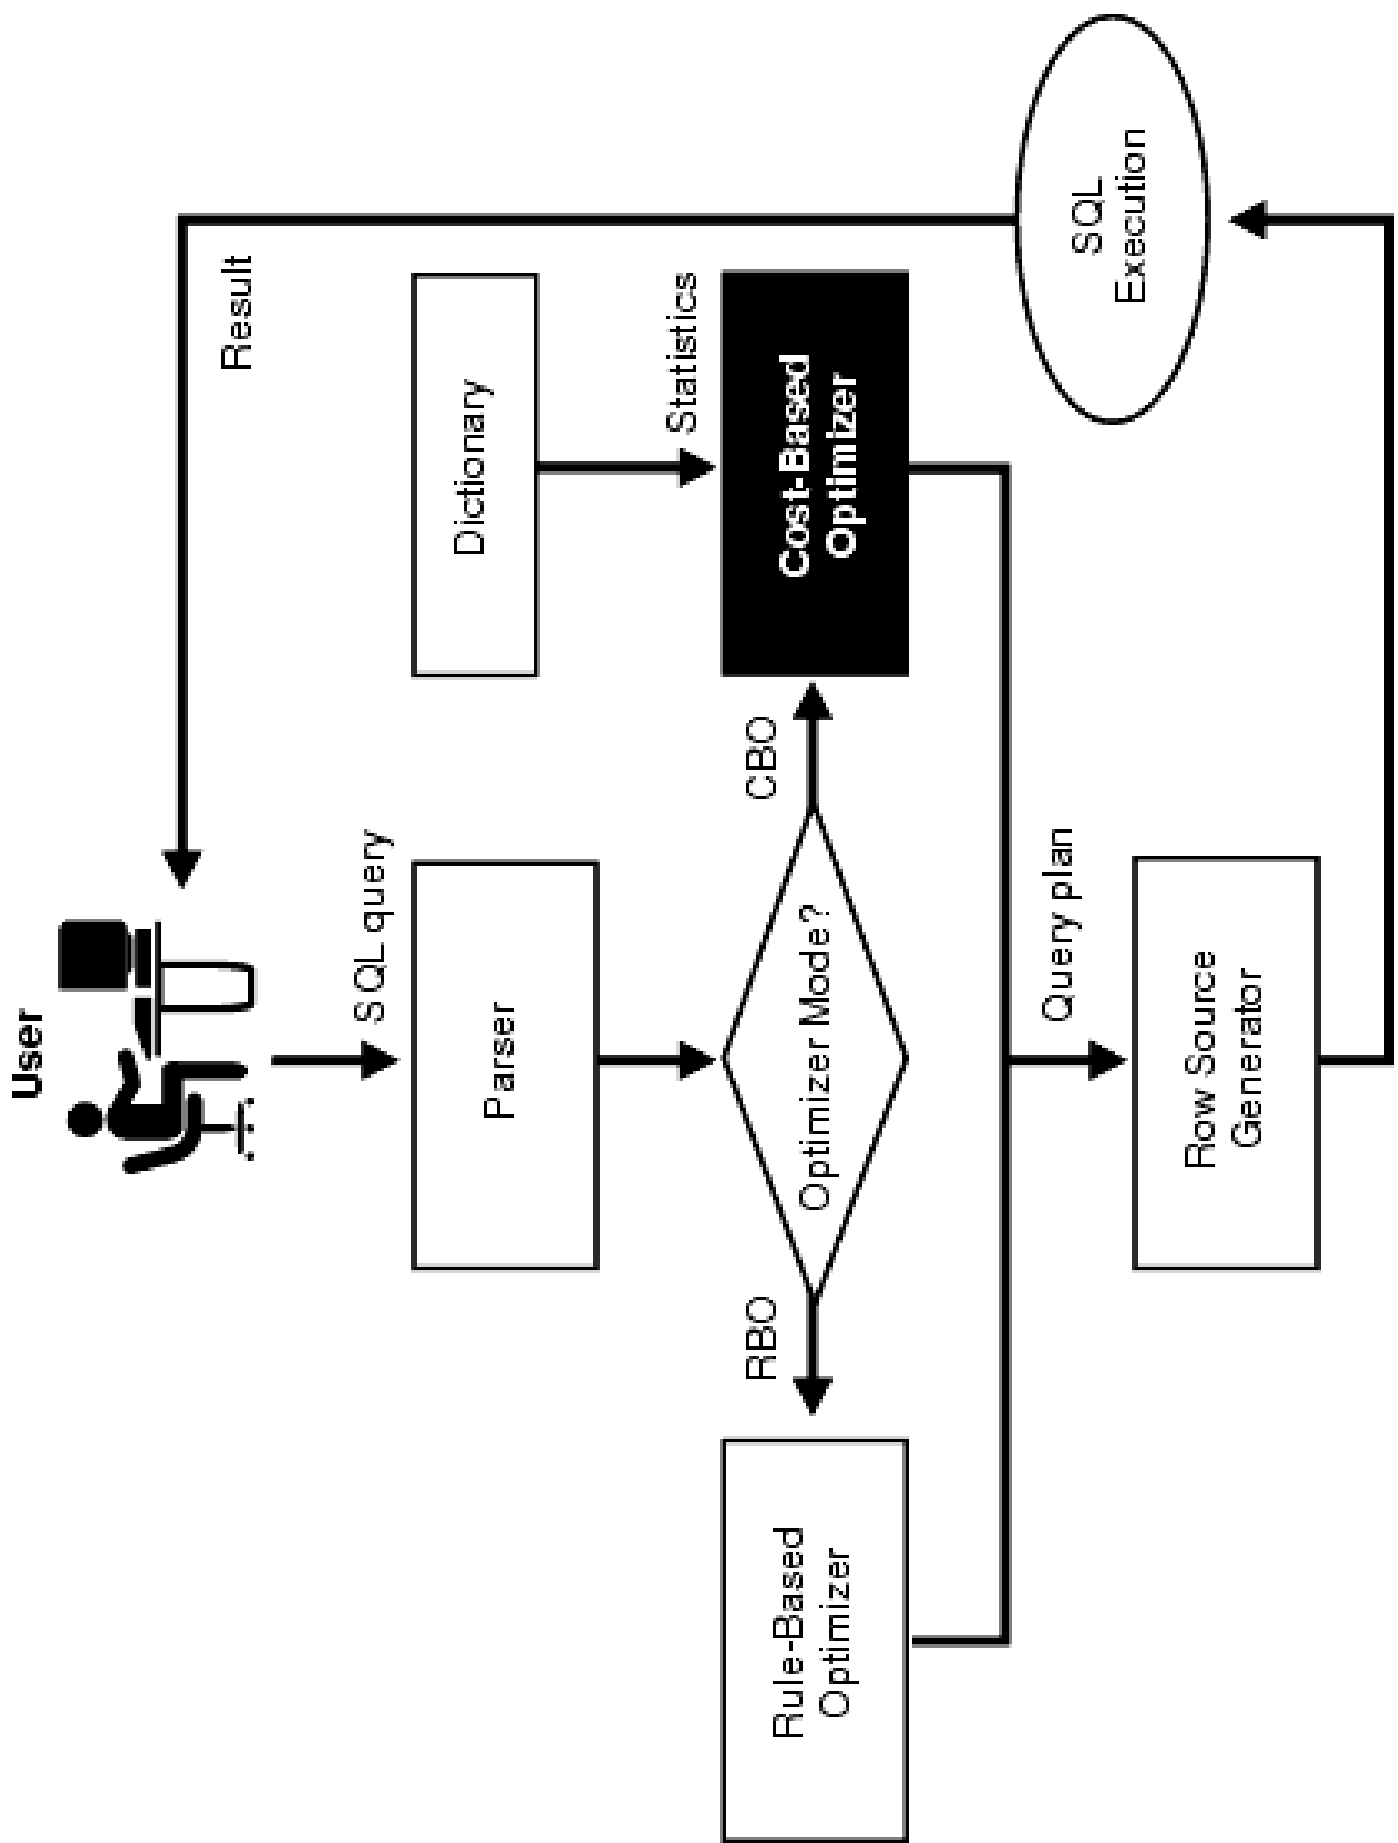 User
Result
SQL query
Parser
Dictionary
Statistics
Optimizer Mode?
RBO
CBO
Rule-Based
Optimizer
Cost-Based
Optimizer
Query plan
Row Source
Generator
SQL
Execution